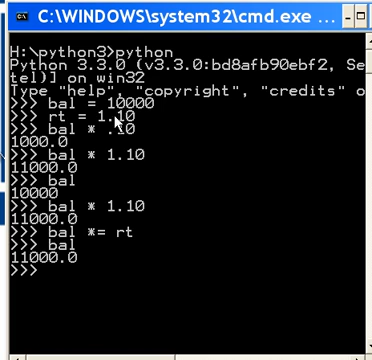 C:\WINDOWS\system32\cmd.exe
H:\python3>python
Python 3.3.0 (v3.3.0:bd8afb90ebf2, Se
tel)] on win32
Type "help", "copyright", "credits" o
>>> bal = 10000
>>> rt = 1.10
>>> bal * .10
1000.0
>>> bal * 1.10
11000.0
>>> bal
10000
>>> bal * 1.10
11000.0
>>> bal *= rt
>>> bal
11000.0
>>>